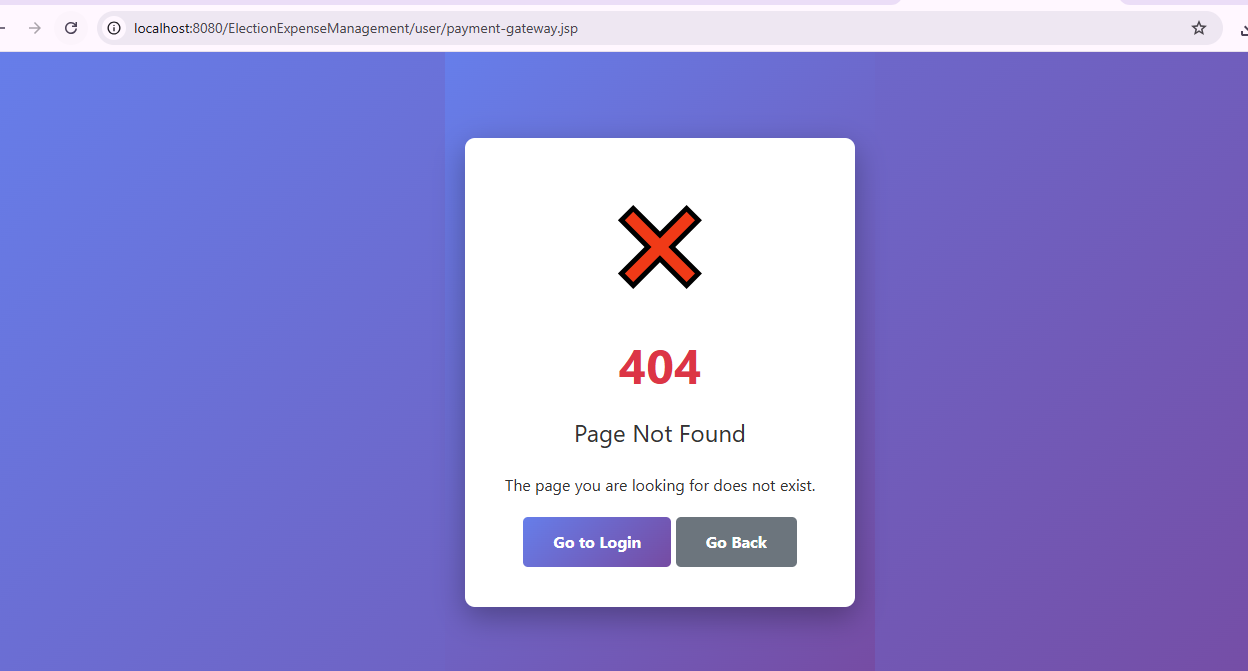 localhost:8080/ElectionExpenseManagement/user/payment-gateway.jsp
404
Page Not Found
The page you are looking for does not exist.
Go to Login Go Back